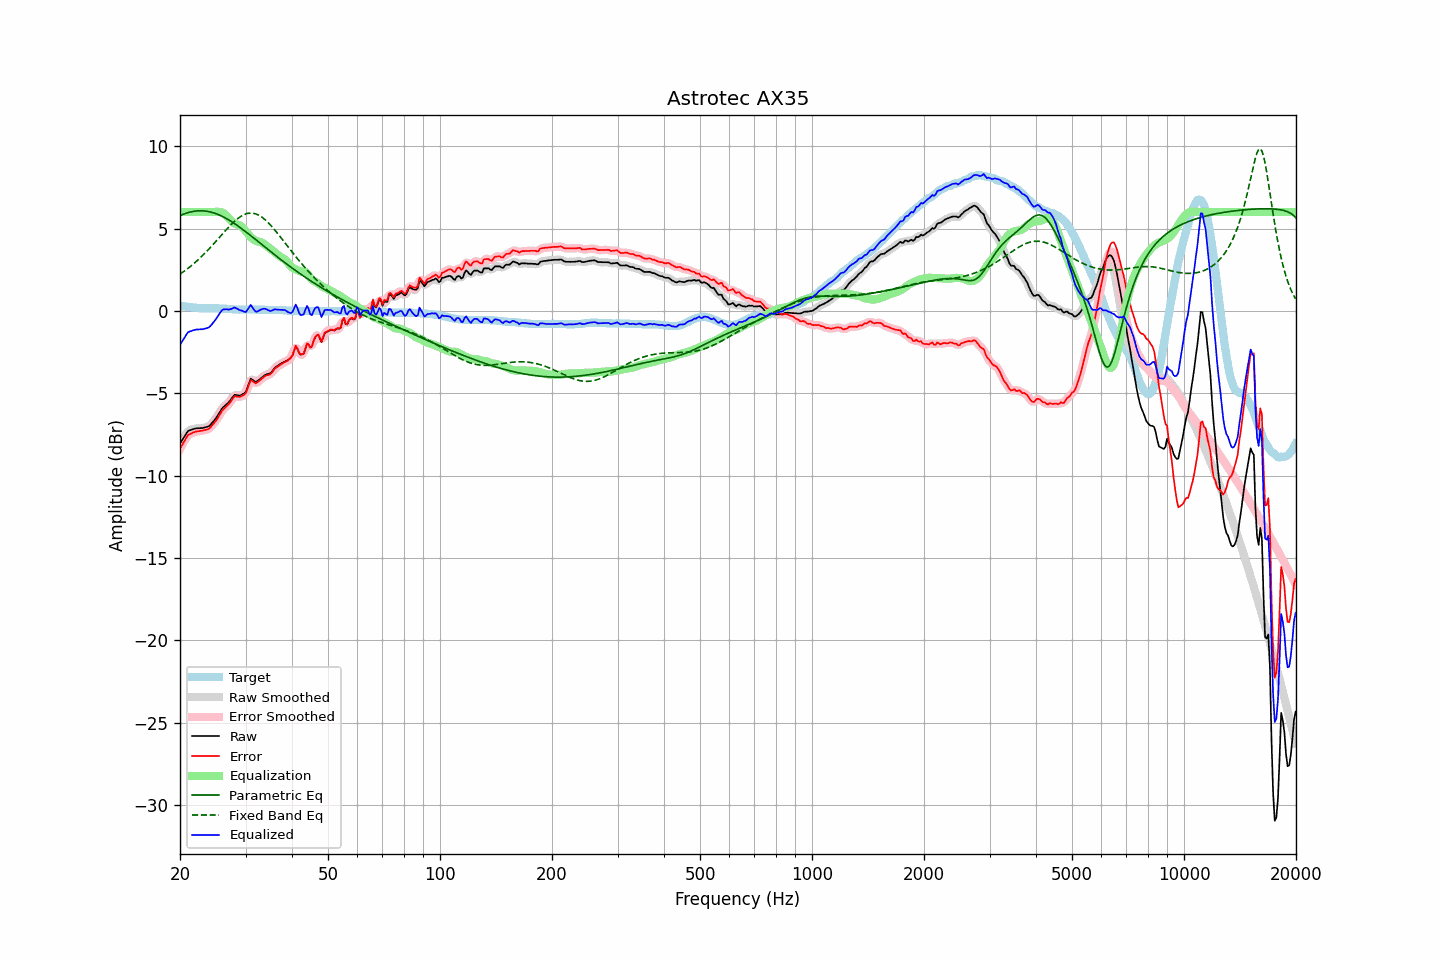 Astrotec AX35
Amplitude (dBr)
10
5
0
−5
−10
−15
−20
−25
−30
Target
Raw Smoothed
Error Smoothed
Raw
Error
Equalization
Parametric Eq
Fixed Band Eq
Equalized
20 50 100 200 500 1000 2000 5000 10000 20000
Frequency (Hz)